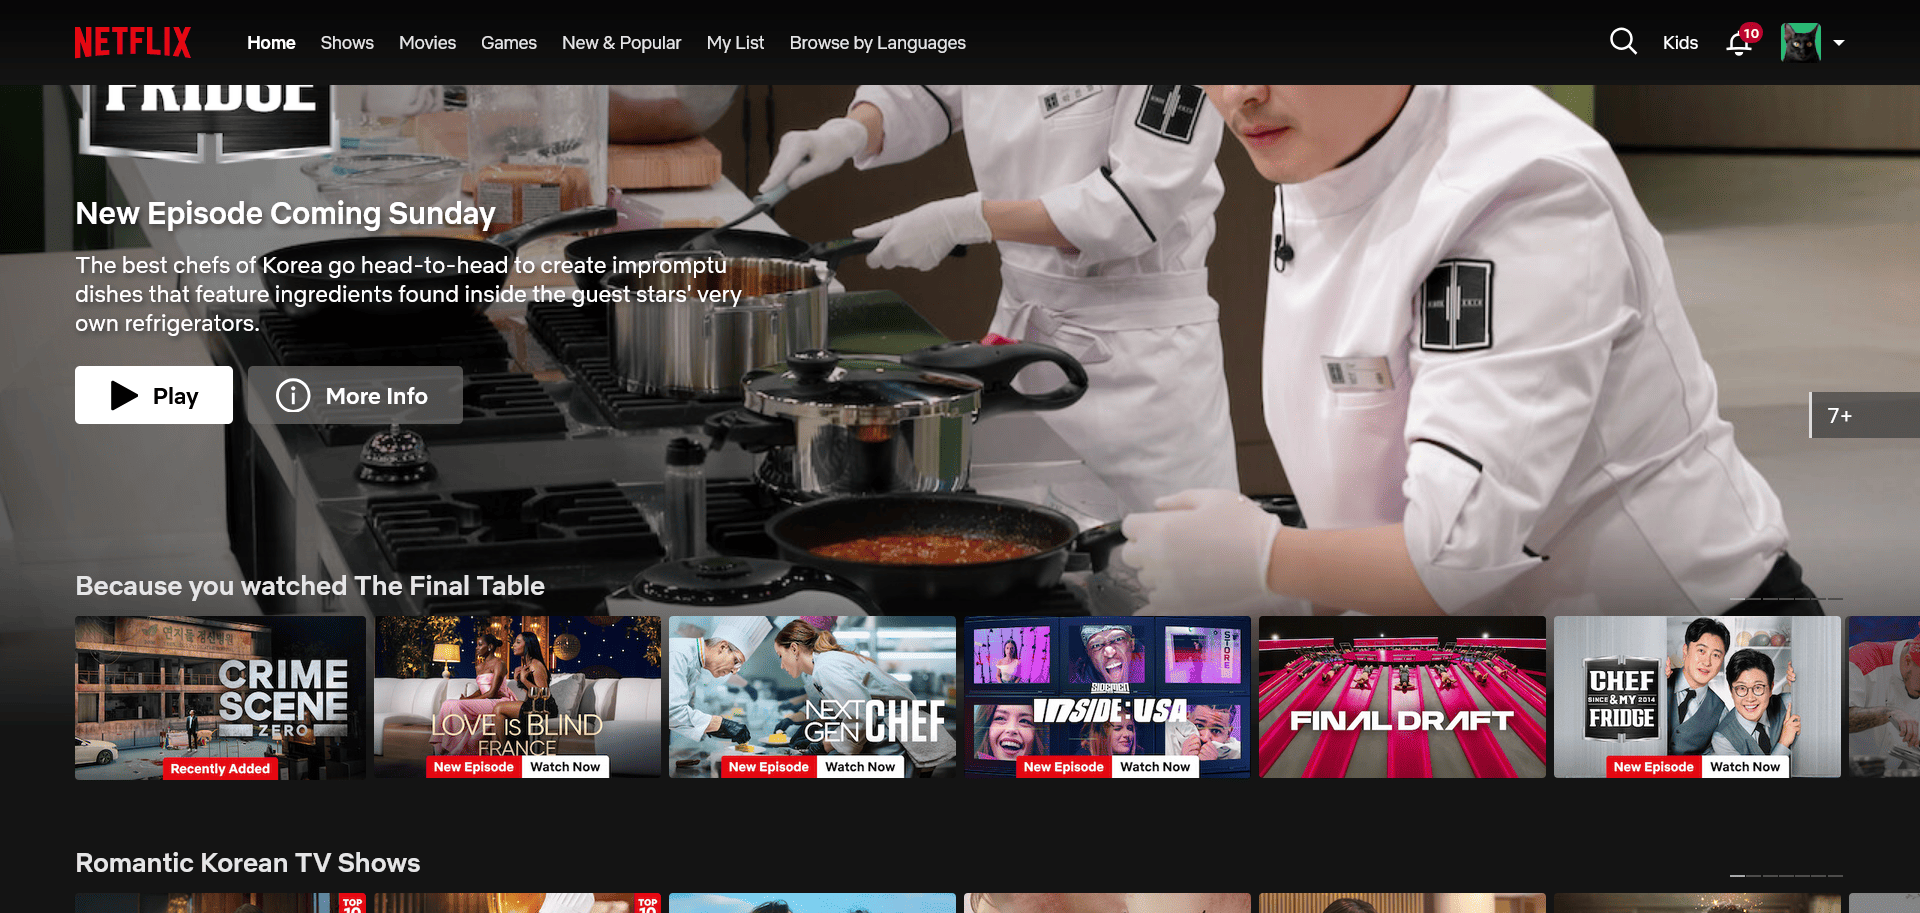 NETFLIX
Home
Shows
Movies
Games
New & Popular
My List
Browse by Languages
Kids
10
FRIDGE
New Episode Coming Sunday
The best chefs of Korea go head-to-head to create impromptu
dishes that feature ingredients found inside the guest stars' very
own refrigerators.
Play
More Info
7+
Because you watched The Final Table
CRIME
SCENE
ZERO
Recently Added
LOVE IS BLIND
FRANCE
New Episode
Watch Now
NEXT
GEN CHEF
New Episode
Watch Now
STORE
SIDEMEN
INSIDE:USA
New Episode
Watch Now
FINAL DRAFT
CHEF
SINCE & MY 2014
FRIDGE
New Episode
Watch Now
Romantic Korean TV Shows
TOP
10
TOP
10